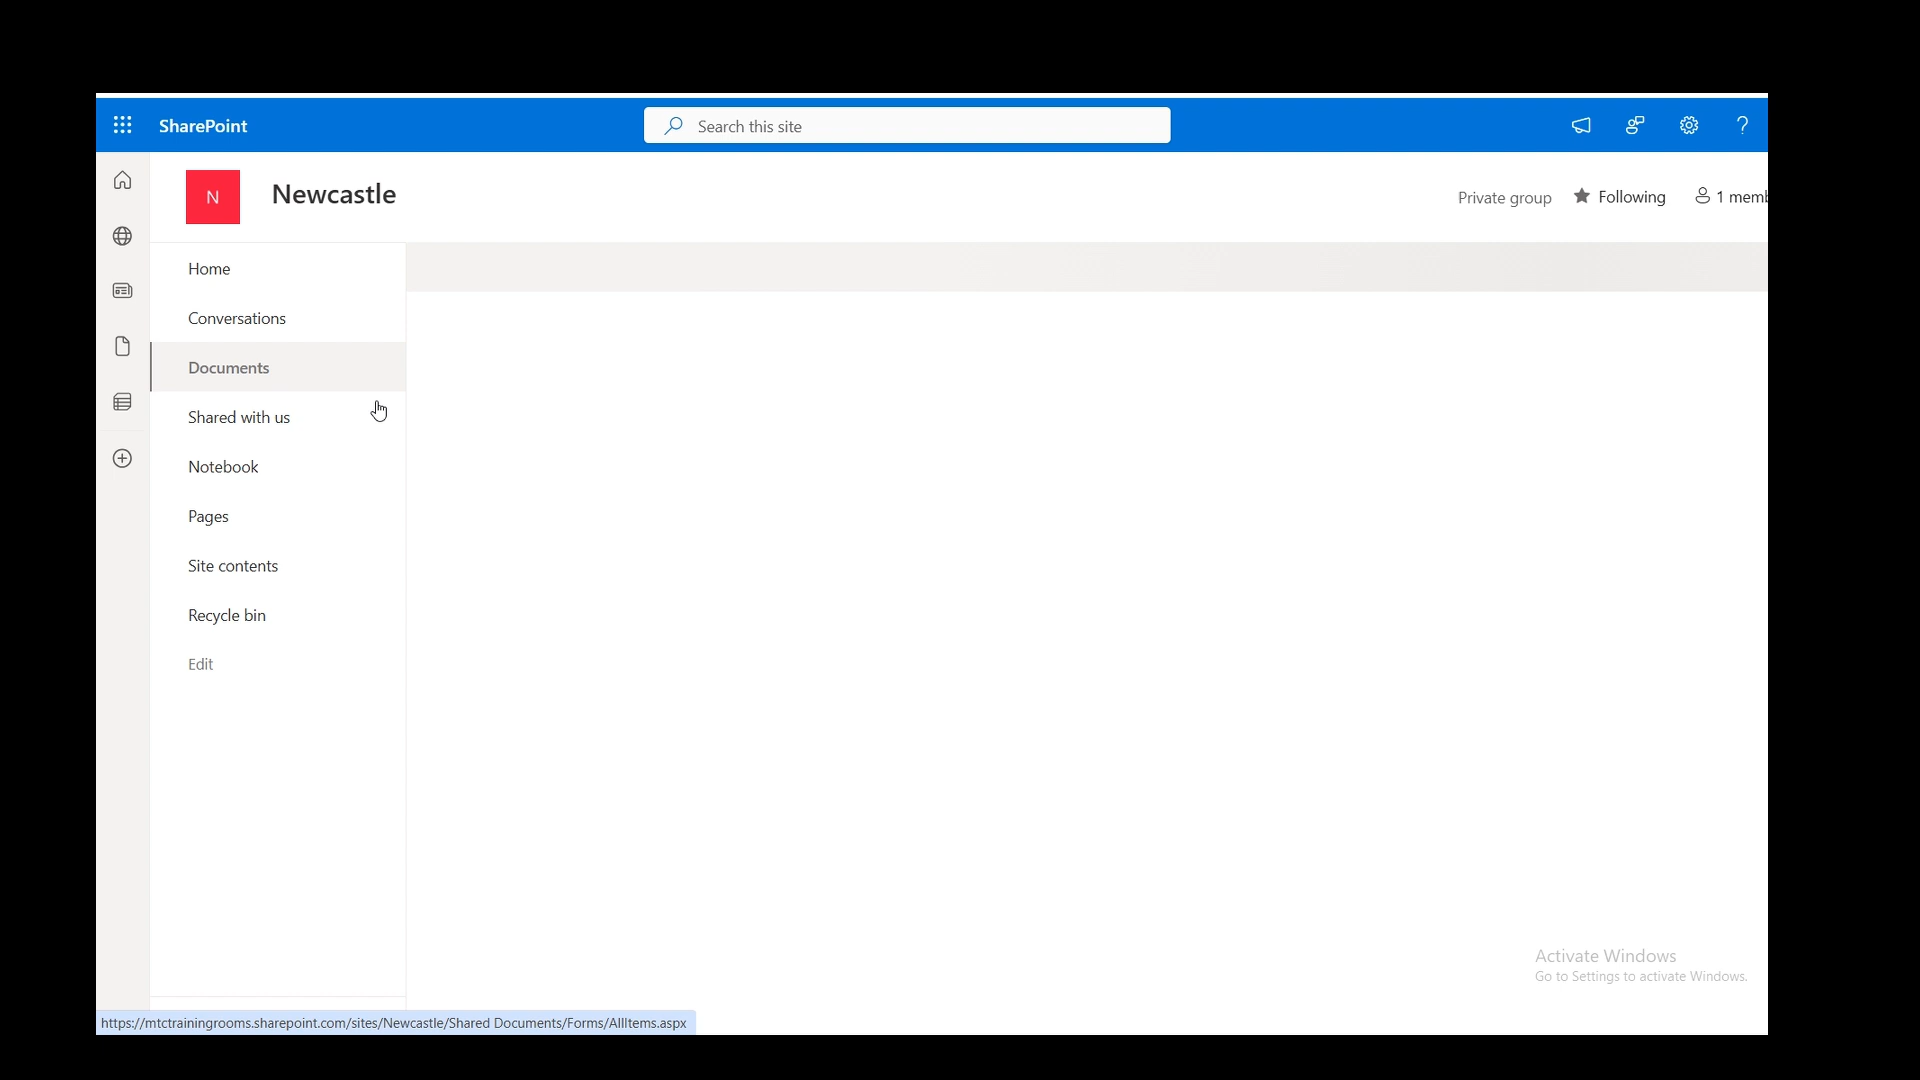 SharePoint
Search this site
N
Newcastle
Private group
Following
1 memb
Home
Conversations
Documents
Shared with us
Notebook
Pages
Site contents
Recycle bin
Edit
Activate Windows
Go to Settings to activate Windows.
https://mtctrainingrooms.sharepoint.com/sites/Newcastle/Shared Documents/Forms/AllItems.aspx